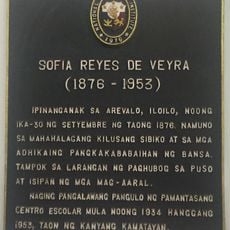 SOFIA REYES DE VEYRA
(1876 - 1953)
IPINANGANAK SA AREVALO, ILOILO, NOONG
IKA-30 NG SETYEMBRE NG TAONG 1876. NAMUNO
SA MAHAHALAGANG KILUSANG SIBIKO AT SA MGA
ADHIKAING PANGKAKABABAIHAN NG BANSA.
TAMPOK SA LARANGAN NG PAGHUBOG SA PUSO
AT ISIPAN NG MGA MAG-AARAL.
NAGING PANGALAWANG PANGULO NG PAMANTASANG
CENTRO ESCOLAR MULA NOONG 1934 HANGGANG
1953, TAON NG KANYANG KAMATAYAN.